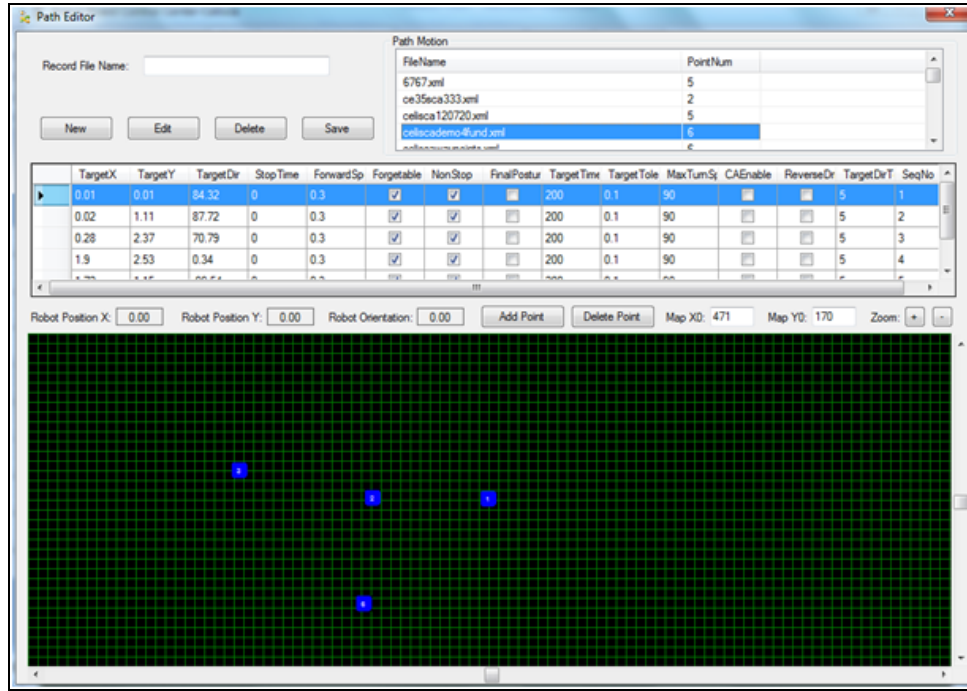 Path Editor
Path Motion
Record File Name:
FileName PointNum
6767.xml 5
ce35sca333.xml 2
celisca120720.xml 5
celiscademo4fund.xml 6
New Edit Delete Save
TargetX TargetY TargetDir StopTime ForwardSp Forgetable NonStop FinalPostur TargetTime TargetTole MaxTurnSp CAEnable ReverseDr TargetDirT SeqNo
0.01 0.01 84.32 0 0.3 200 0.1 90 5 1
0.02 1.11 87.72 0 0.3 200 0.1 90 5 2
0.28 2.37 70.79 0 0.3 200 0.1 90 5 3
1.9 2.53 0.34 0 0.3 200 0.1 90 5 4
Robot Position X: 0.00 Robot Position Y: 0.00 Robot Orientation: 0.00 Add Point Delete Point Map X0: 471 Map Y0: 170 Zoom: + -
3
2 1
6